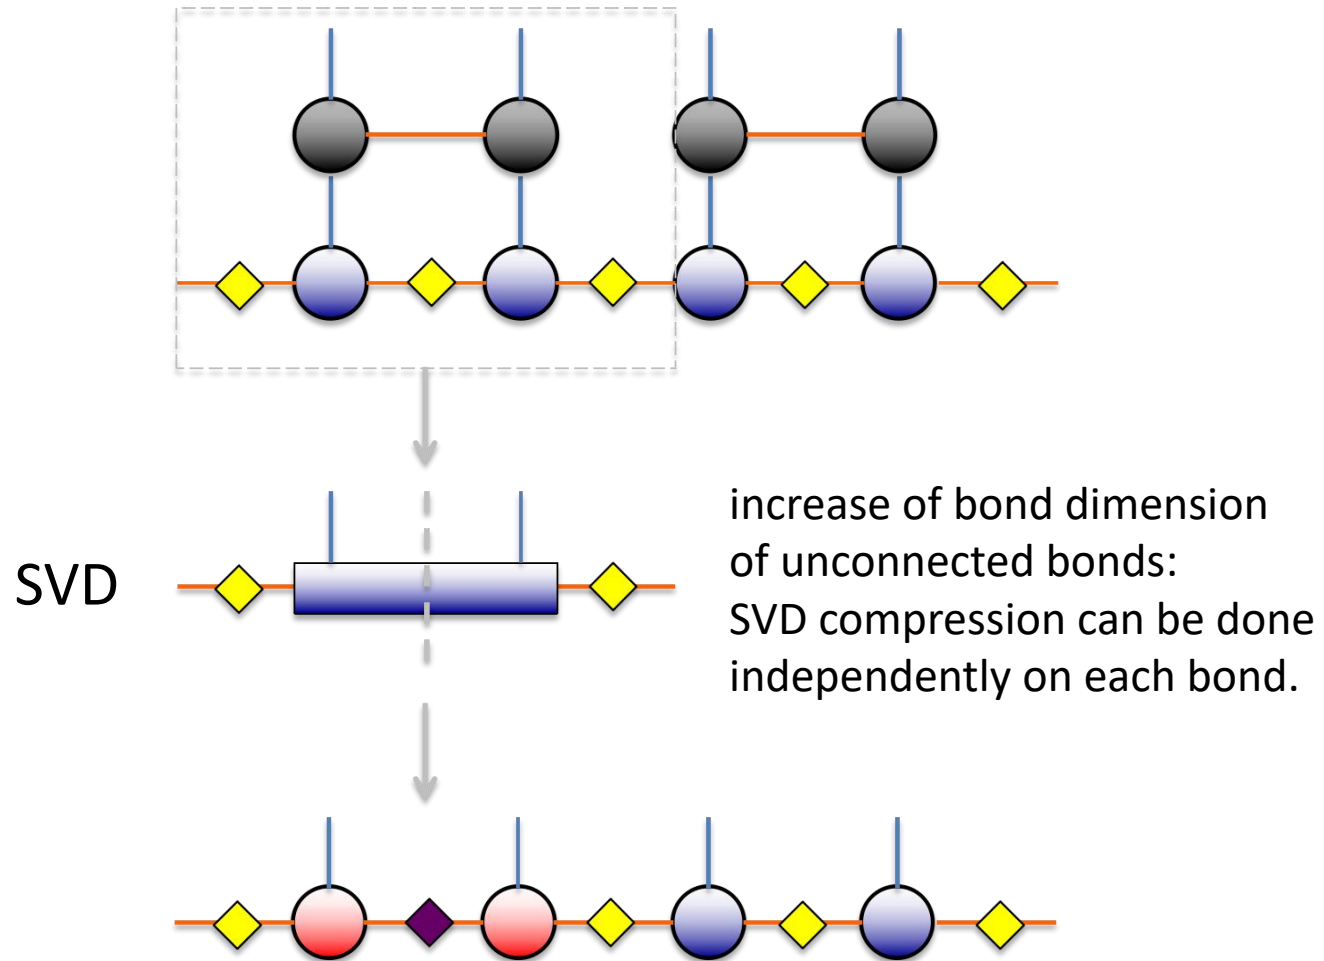 SVD
increase of bond dimension
of unconnected bonds:
SVD compression can be done
independently on each bond.